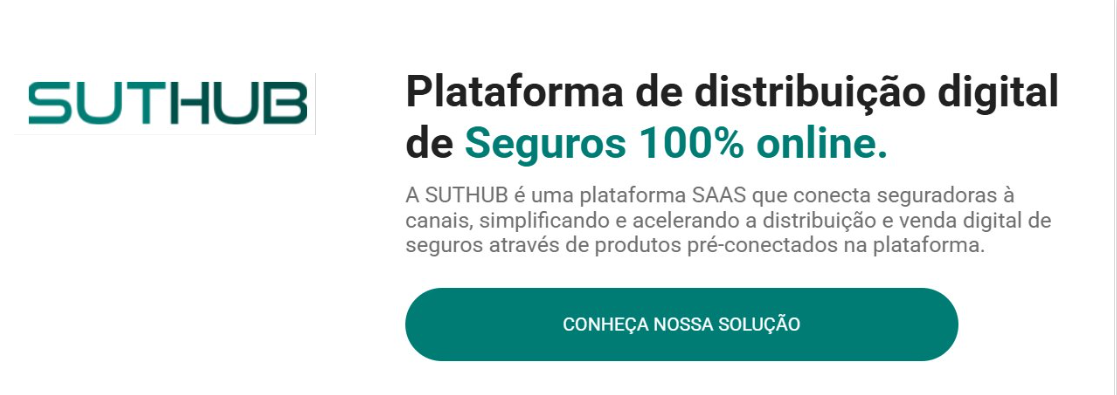 SUTHUB
Plataforma de distribuição digital
de Seguros 100% online.
A SUTHUB é uma plataforma SAAS que conecta seguradoras à
canais, simplificando e acelerando a distribuição e venda digital de
seguros através de produtos pré-conectados na plataforma.
CONHEÇA NOSSA SOLUÇÃO